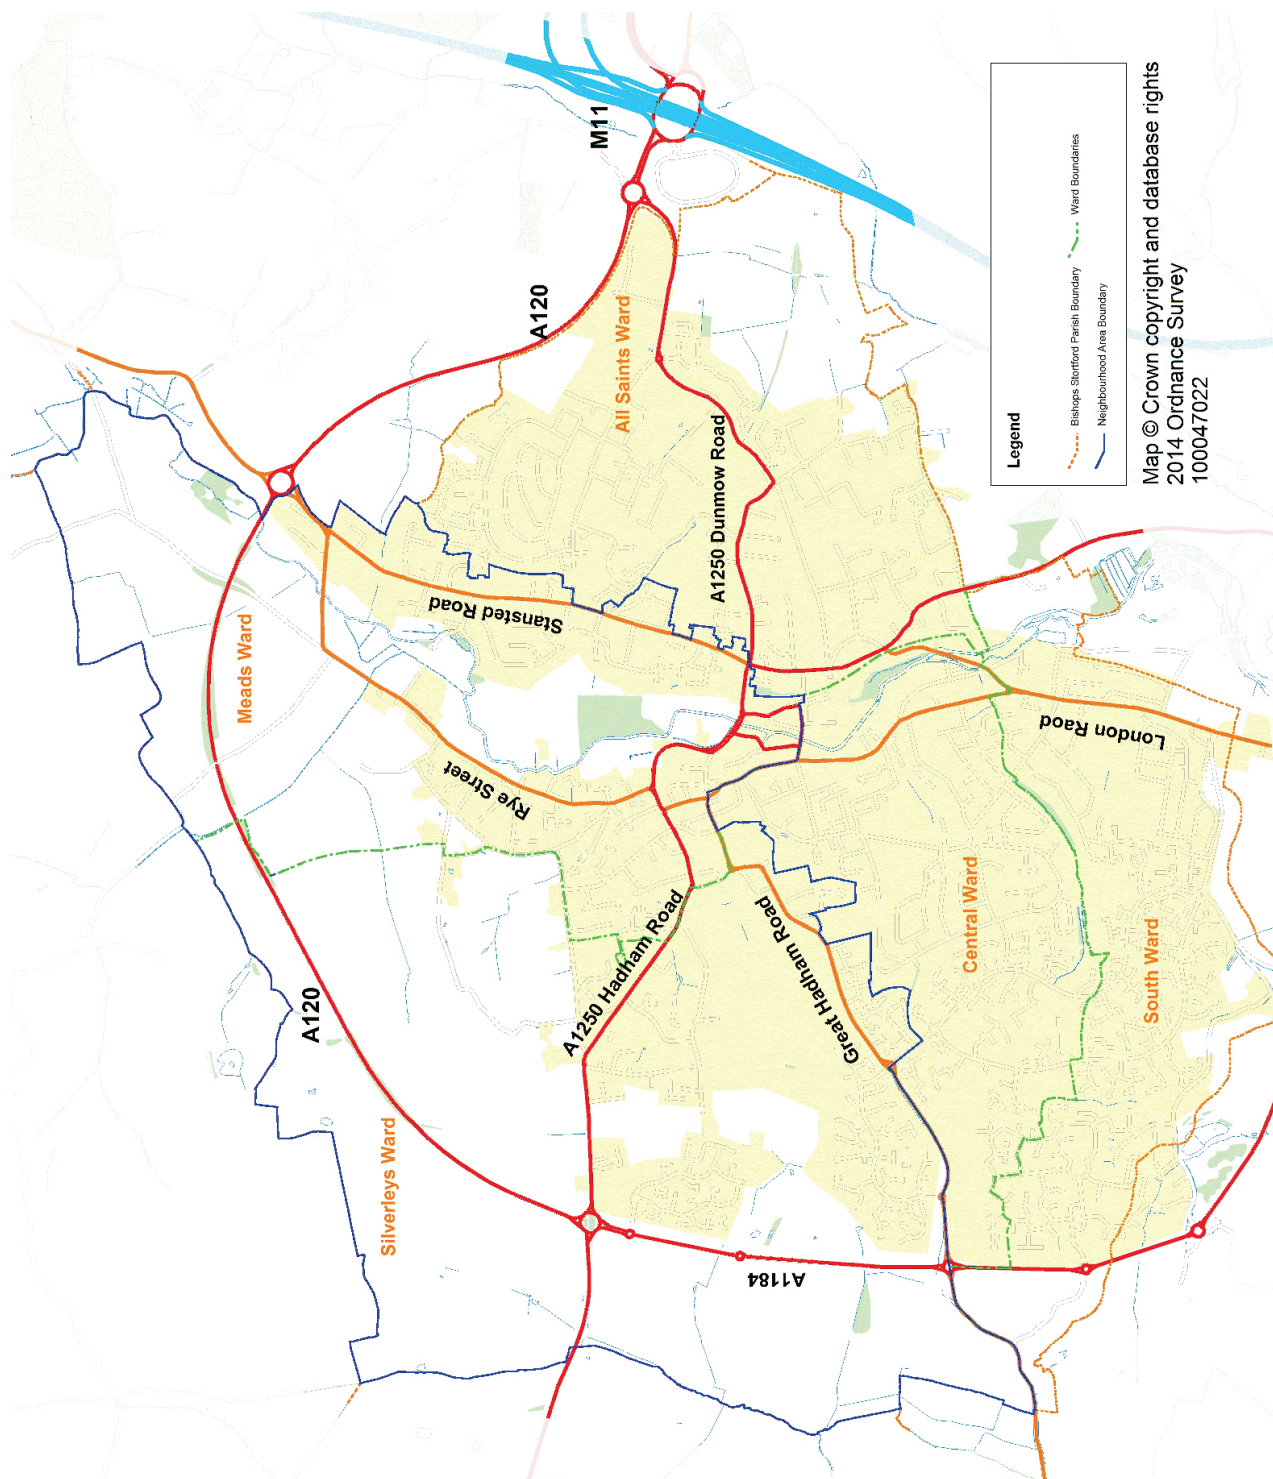 M11
A120
All Saints Ward
A1250 Dunmow Road
Stansted Road
Meads Ward
Rye Street
A1250 Hadham Road
A120
Silverleys Ward
Great Hadham Road
A1184
Central Ward
South Ward
London Raod
Legend
Bishops Stortford Parish Boundary
Ward Boundaries
Neighbourhood Area Boundary
Map © Crown copyright and database rights
2014 Ordnance Survey
100047022